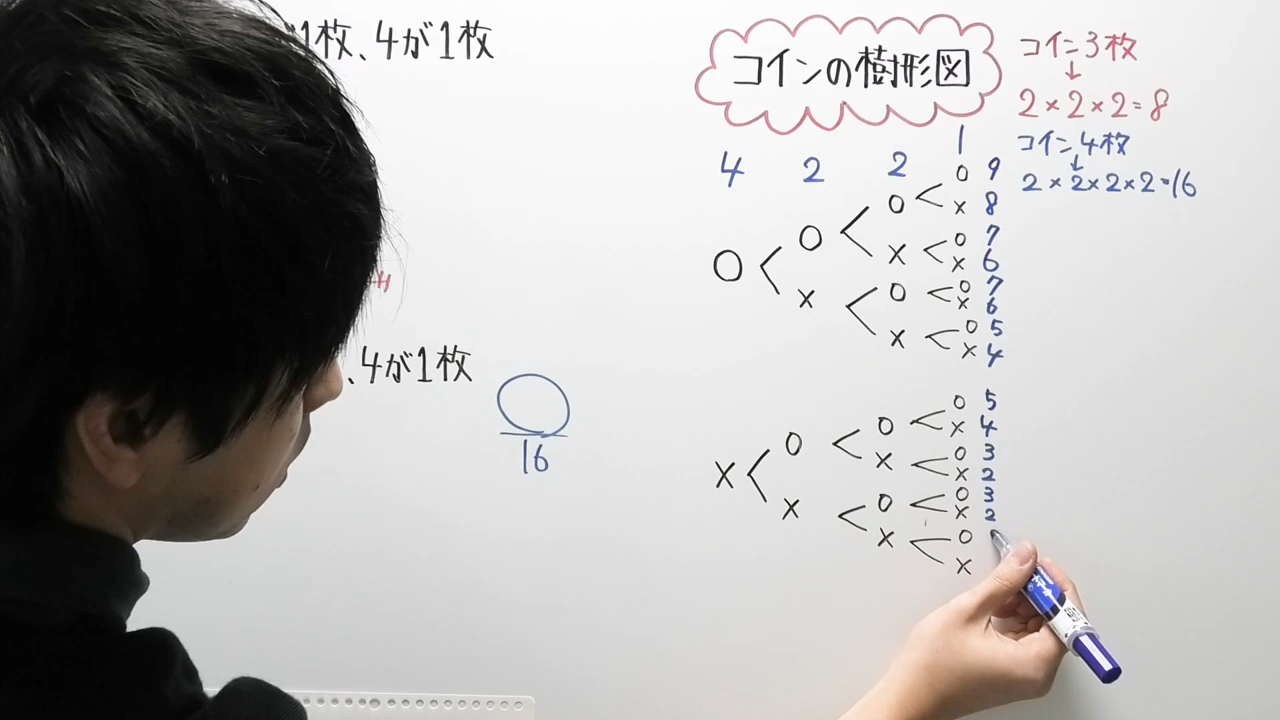 1枚、4が1枚
、4が1枚
16
コインの樹形図
コイン3枚
↓
2×2×2=8
コイン4枚
↓
2×2×2×2=16
4 2 2 1
○ 9
○ < × 8
○ < ○ 7
× < × 6
○ < ○ 7
○ < × 6
× < ○ 5
× < × 4
○ 5
○ < × 4
○ < ○ 3
× < × 2
× < ○ 3
○ < × 2
× < ○
× < ×